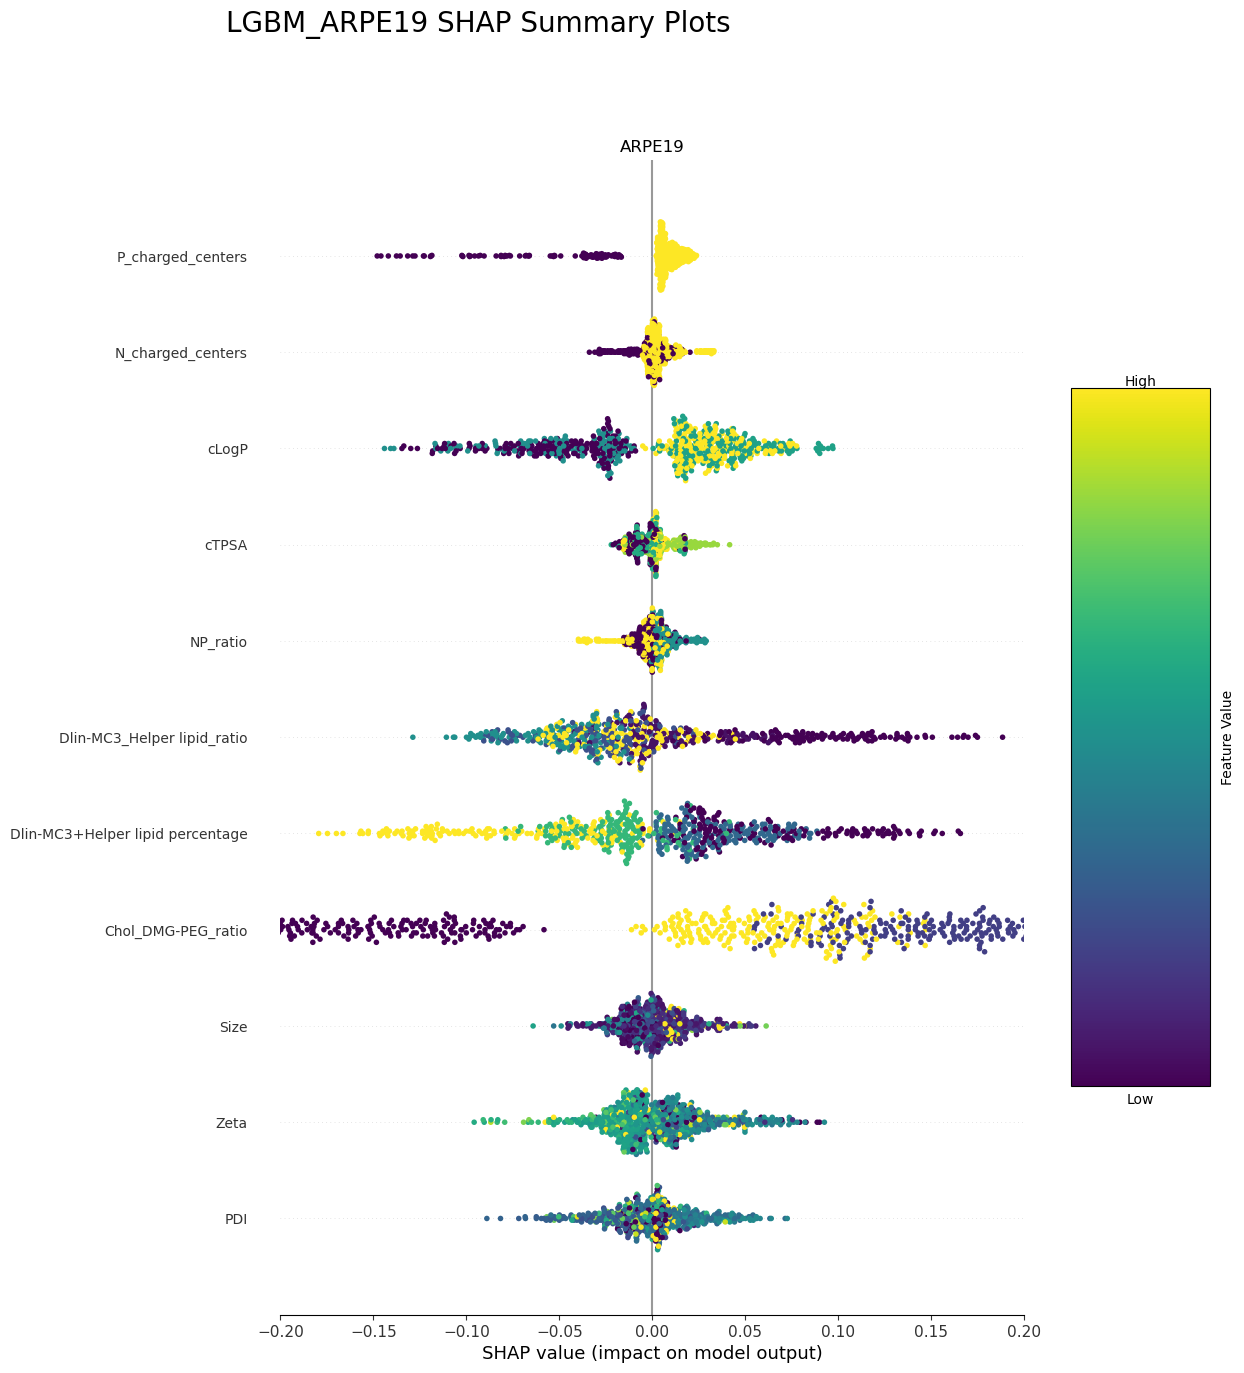 LGBM_ARPE19 SHAP Summary Plots
ARPE19
P_charged_centers
N_charged_centers
cLogP
cTPSA
NP_ratio
Dlin-MC3_Helper lipid_ratio
Dlin-MC3+Helper lipid percentage
Chol_DMG-PEG_ratio
Size
Zeta
PDI
−0.20 −0.15 −0.10 −0.05 0.00 0.05 0.10 0.15 0.20
SHAP value (impact on model output)
High
Feature Value
Low